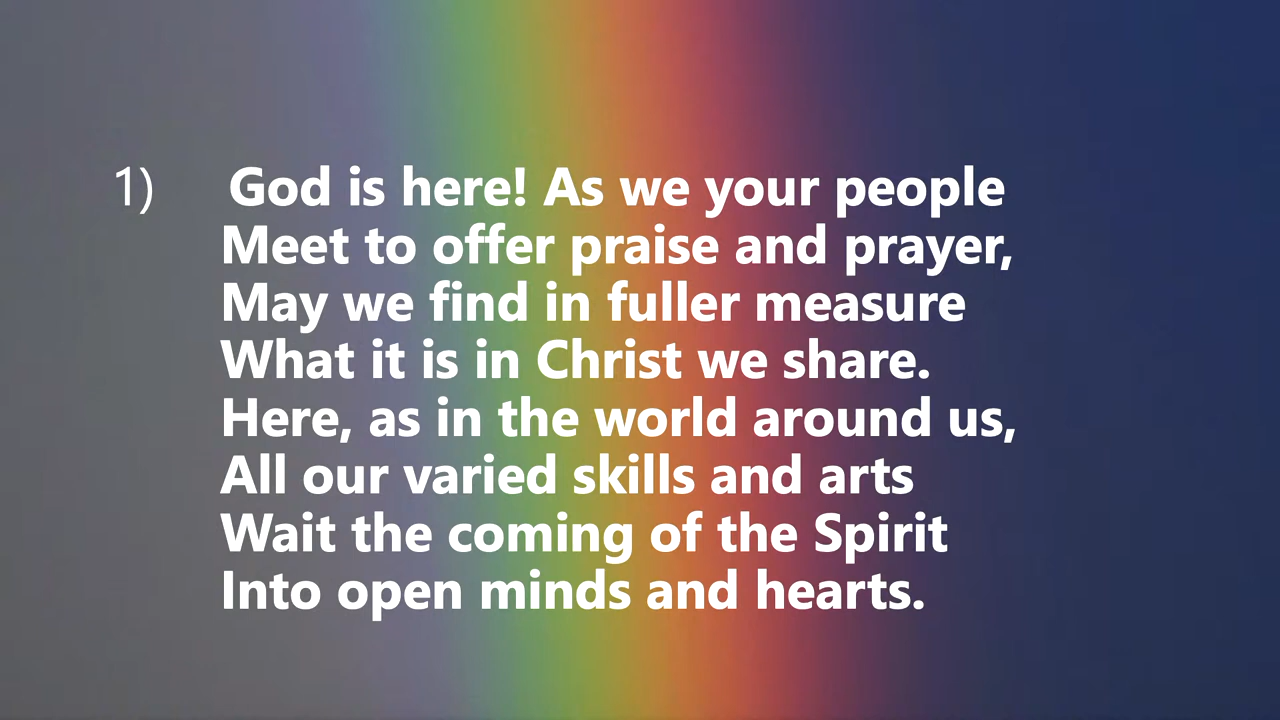 1) God is here! As we your people
Meet to offer praise and prayer,
May we find in fuller measure
What it is in Christ we share.
Here, as in the world around us,
All our varied skills and arts
Wait the coming of the Spirit
Into open minds and hearts.